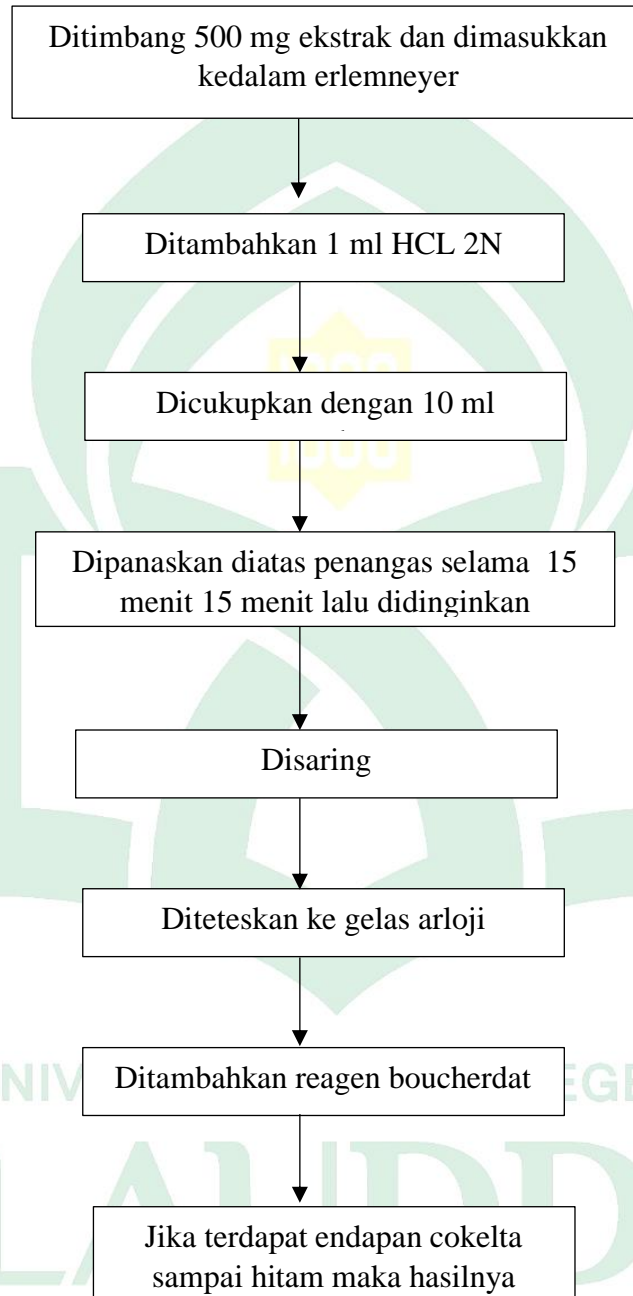 Ditimbang 500 mg ekstrak dan dimasukkan
kedalam erlemneyer
Ditambahkan 1 ml HCL 2N
Dicukupkan dengan 10 ml
Dipanaskan diatas penangas selama 15
menit 15 menit lalu didinginkan
Disaring
Diteteskan ke gelas arloji
Ditambahkan reagen boucherdat
Jika terdapat endapan cokelta
sampai hitam maka hasilnya